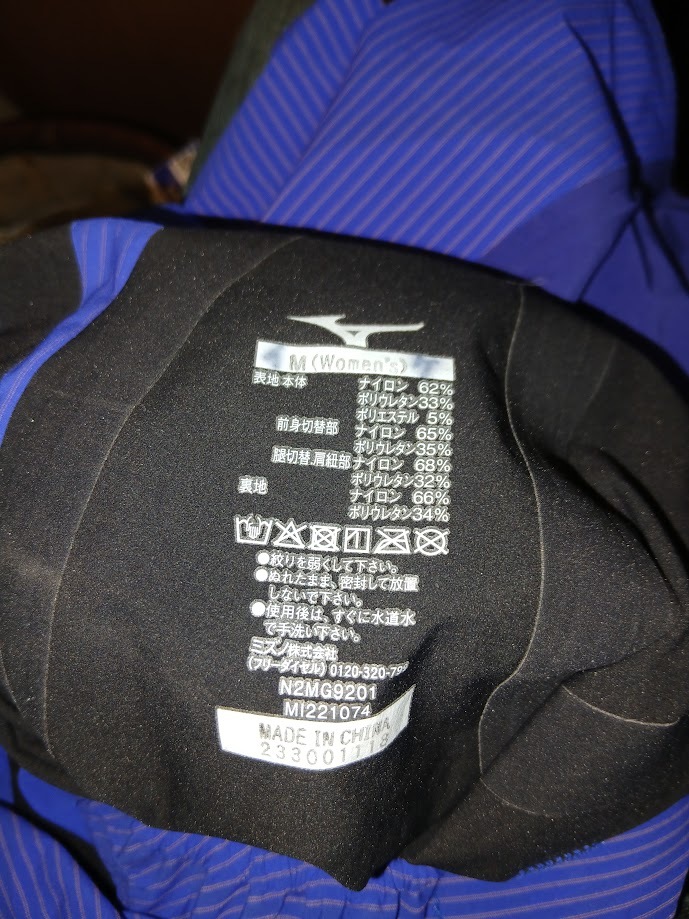 M (Women's)
表地 本体 ナイロン 62%
ポリウレタン33%
ポリエステル 5%
前身切替部 ナイロン 65%
ポリウレタン35%
腿切替.肩紐部 ナイロン 68%
ポリウレタン32%
裏地 ナイロン 66%
ポリウレタン34%
●絞りを弱くして下さい。
●ぬれたまま、密封して放置
しないで下さい。
●使用後は、すぐに水道水
で手洗い下さい。
ミズノ株式会社
(フリーダイヤル) 0120-320-79
N2MG9201
MI221074
MADE IN CHINA
233001118